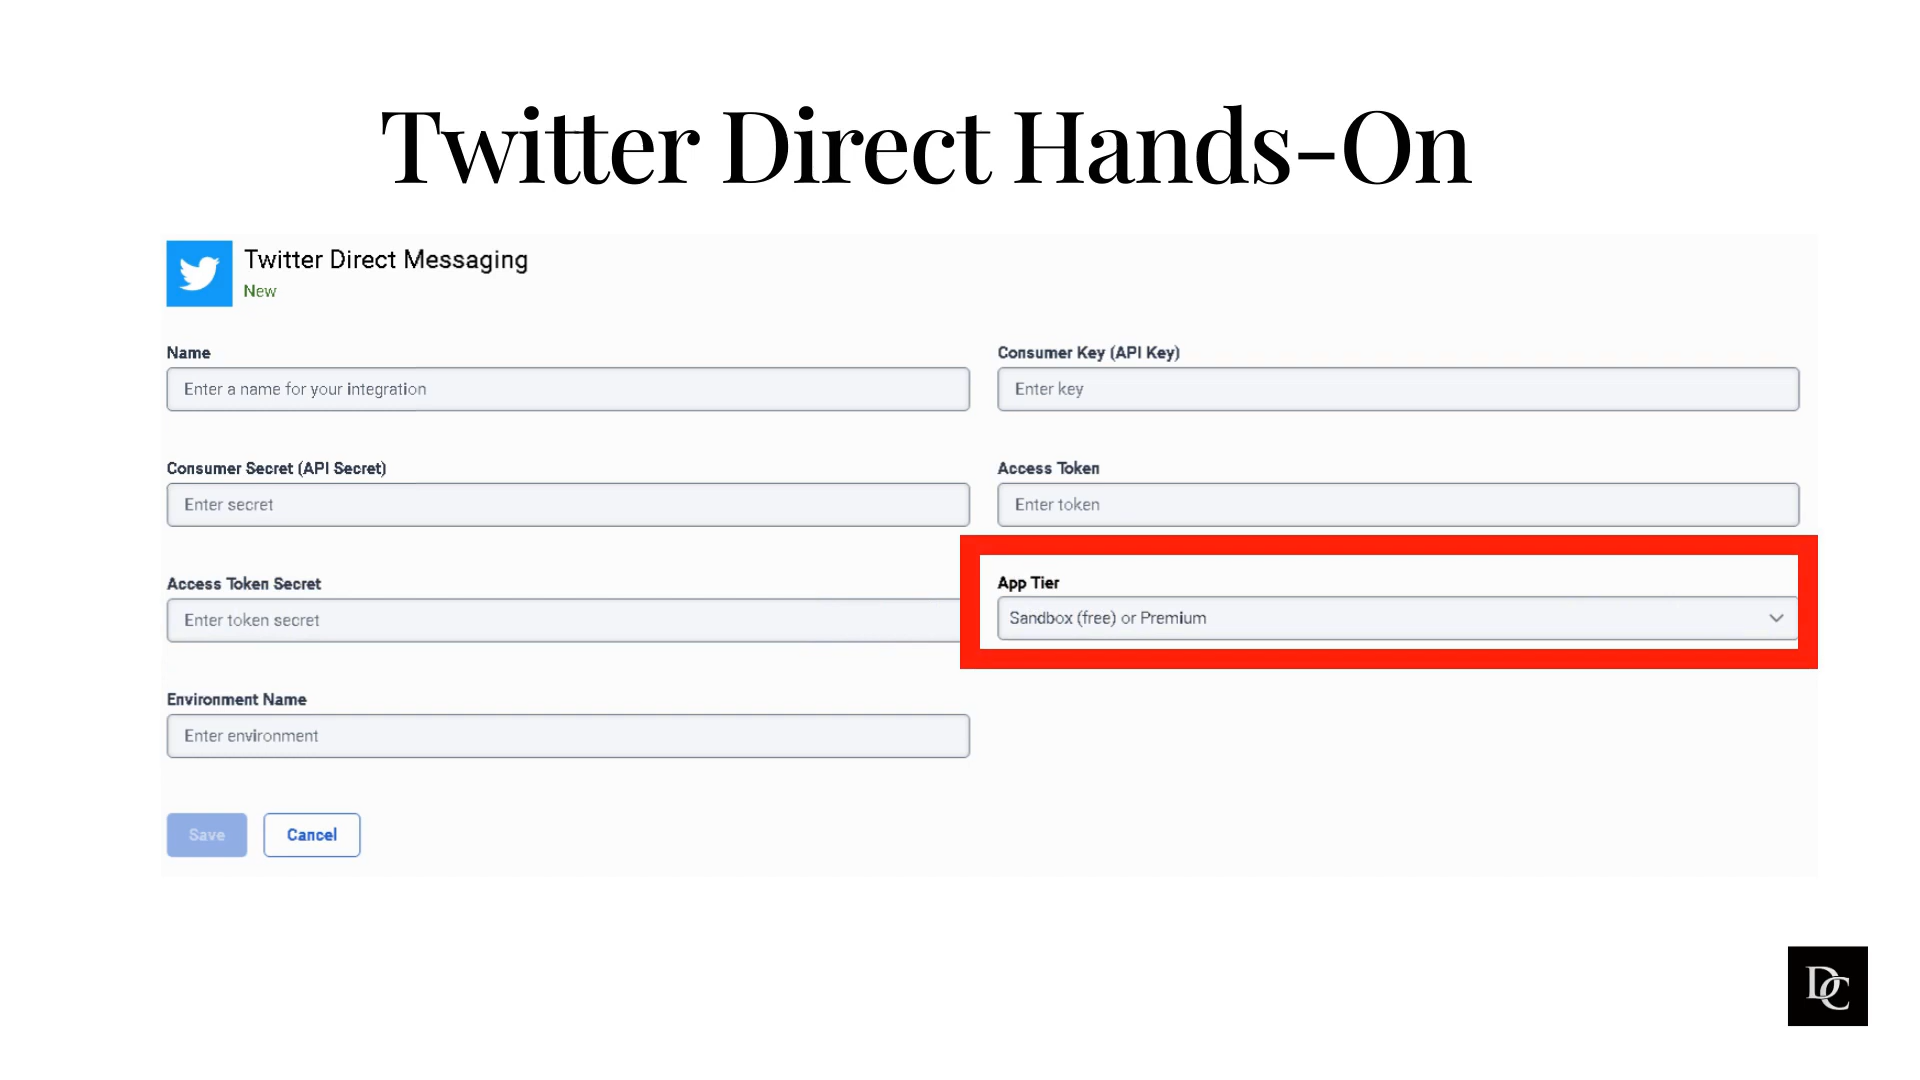 Twitter Direct Hands-On
Twitter Direct Messaging
New
Name
Enter a name for your integration
Consumer Key (API Key)
Enter key
Consumer Secret (API Secret)
Enter secret
Access Token
Enter token
Access Token Secret
Enter token secret
App Tier
Sandbox (free) or Premium
Environment Name
Enter environment
Save
Cancel
DC